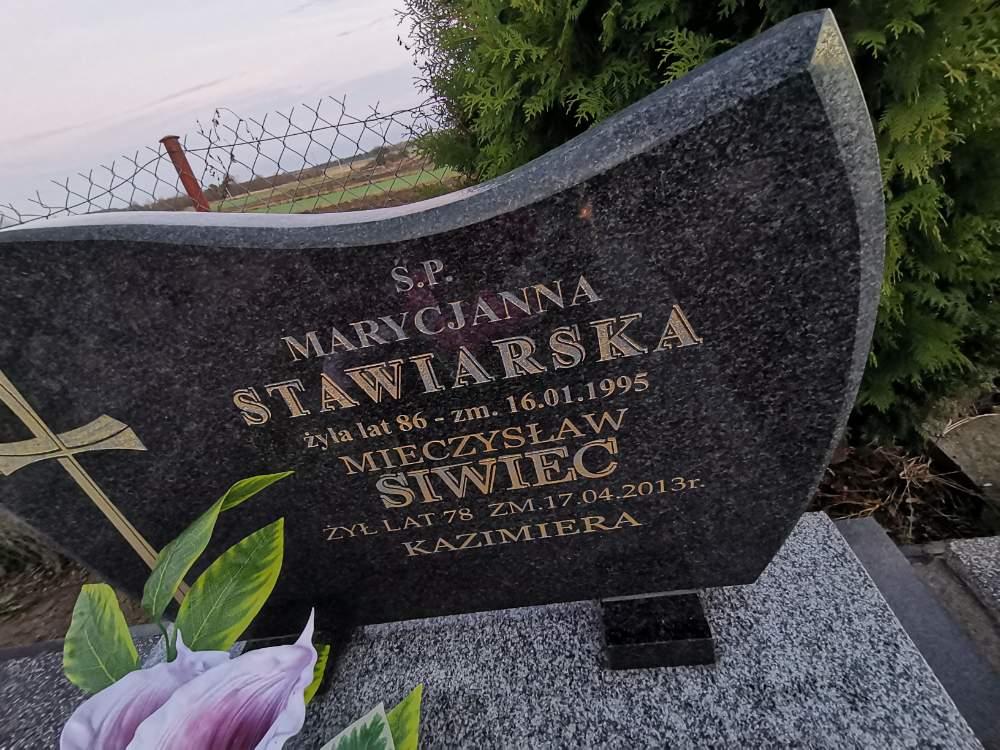 Ś.P.
MARYCJANNA
STAWIARSKA
żyła lat 86 - zm. 16.01.1995
MIECZYSŁAW
SIWIEC
ŻYŁ LAT 78 ZM.17.04.2013r.
KAZIMIERA